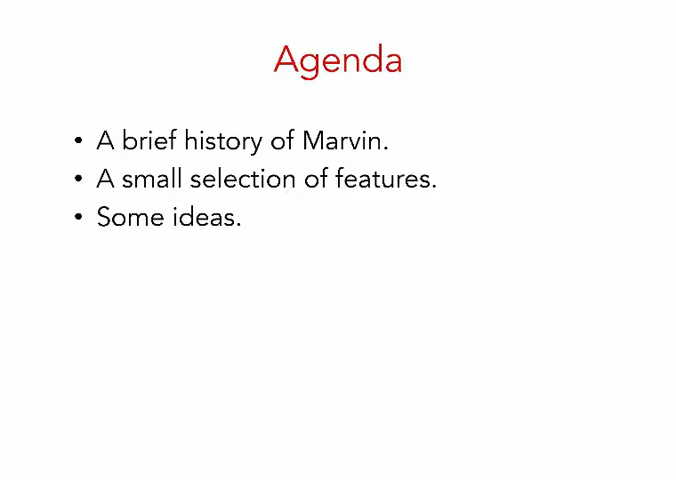 Agenda
• A brief history of Marvin.
• A small selection of features.
• Some ideas.